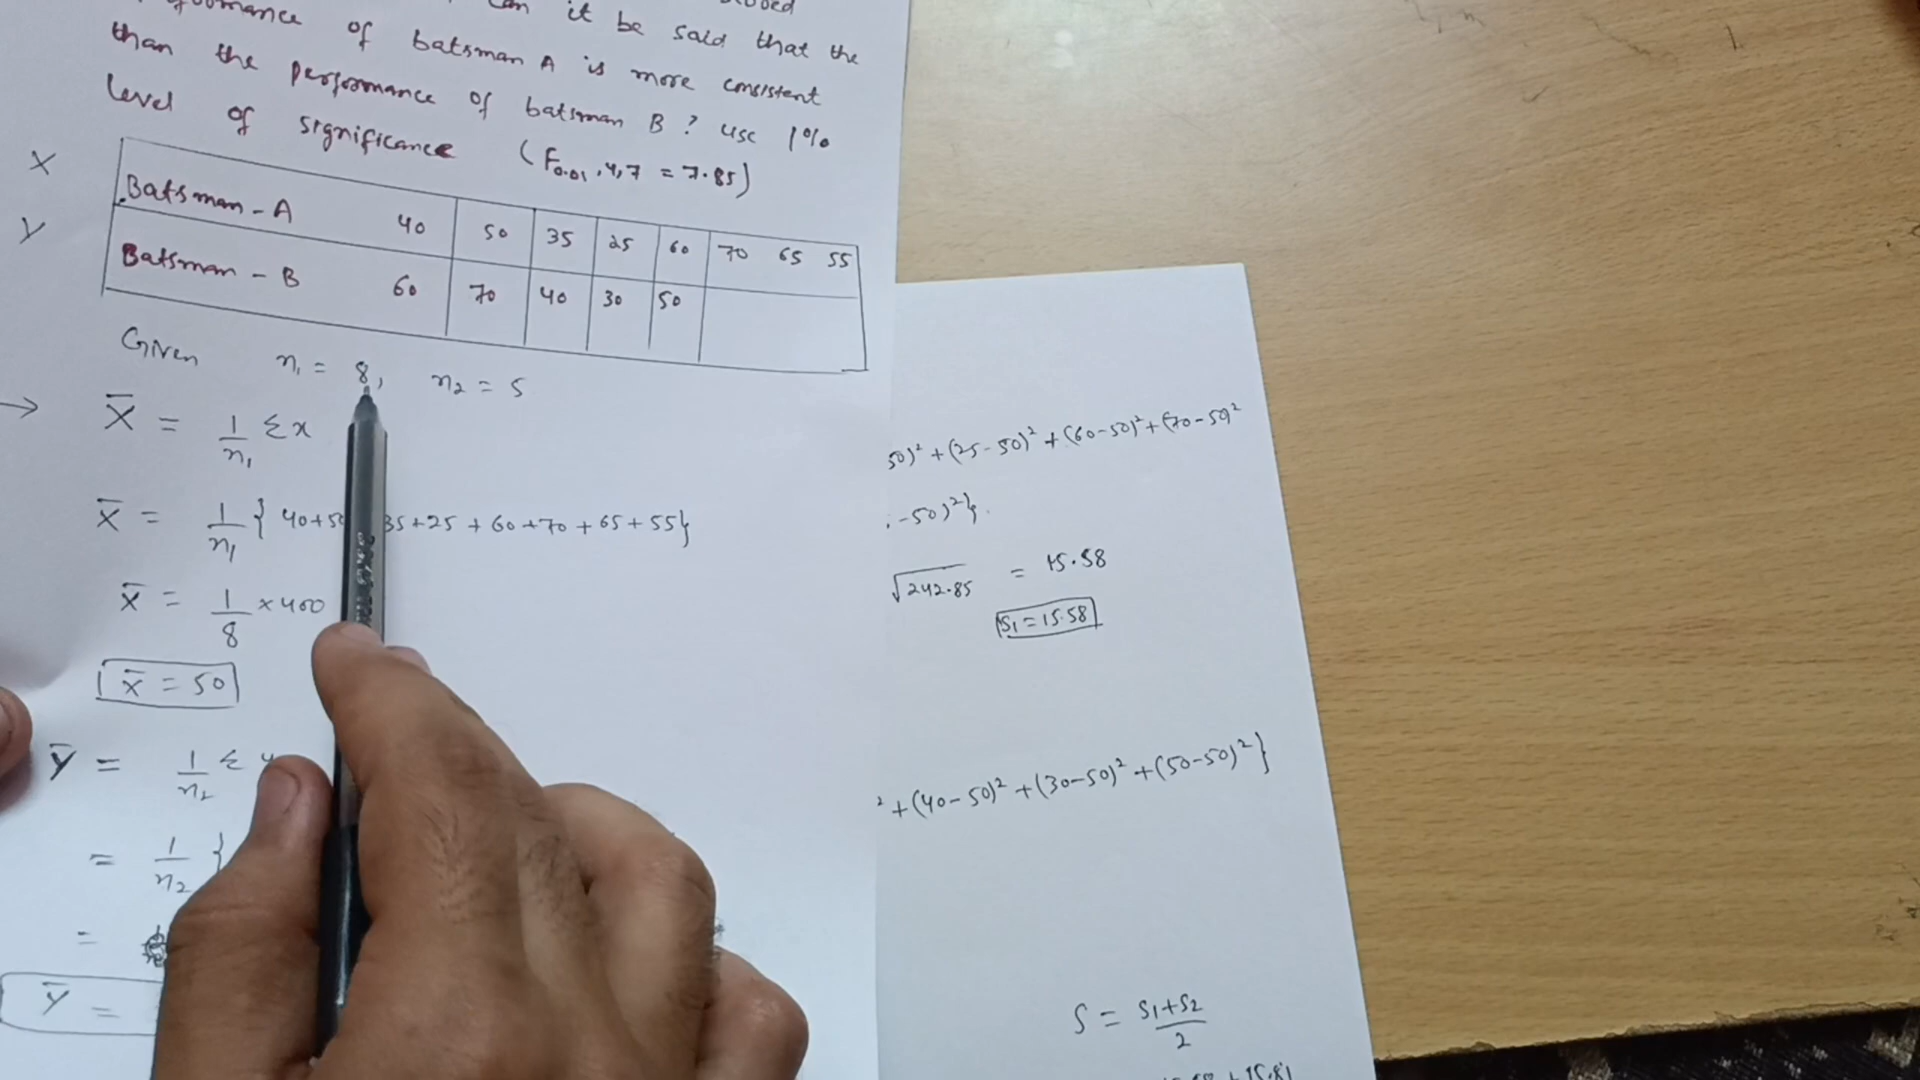 can it be said that the
of batsman A is more consistent
than the performance of batsman B ? use 1%
level of significance (F0.01, 4,7 = 7.85)
X Batsman - A 40 50 35 25 60 70 65 55
Y Batsman - B 60 70 40 30 50
Given n₁ = 8, n₂ = 5
→ X̄ = 1/n₁ Σx
X̄ = 1/n₁ { 40+50 35+25 + 60+70 + 65+55}
X̄ = 1/8 × 400
X̄ = 50
Ȳ = 1/n₂ Σ
= 1/n₂ {
=
Ȳ =
50)² + (25-50)² + (60-50)² + (70-50)²
-50)²}
√242.85 = 15.58
S₁ = 15.58
² + (40-50)² + (30-50)² + (50-50)²}
S = S₁+S₂/2